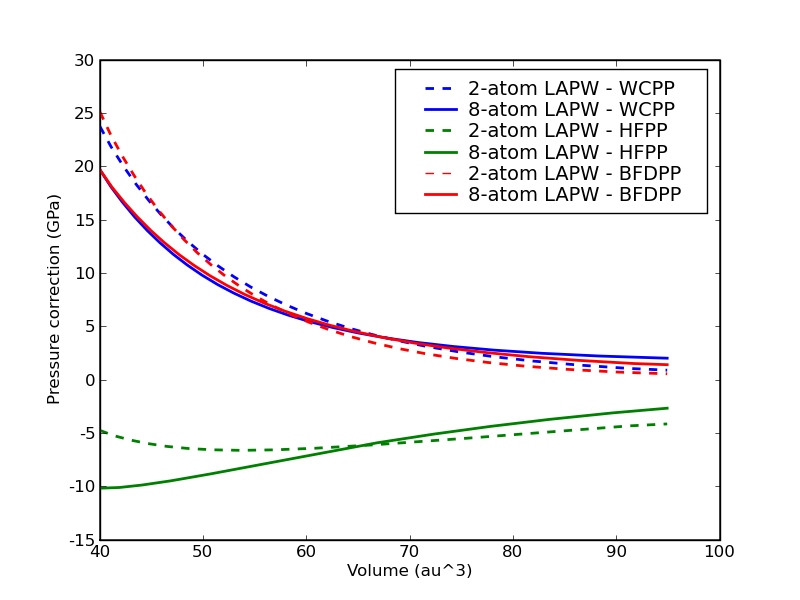 30
25
20
15
10
5
0
-5
-10
-15
40
50
60
70
80
90
100
Pressure correction (GPa)
Volume (au^3)
2-atom LAPW - WCPP
8-atom LAPW - WCPP
2-atom LAPW - HFPP
8-atom LAPW - HFPP
2-atom LAPW - BFDPP
8-atom LAPW - BFDPP